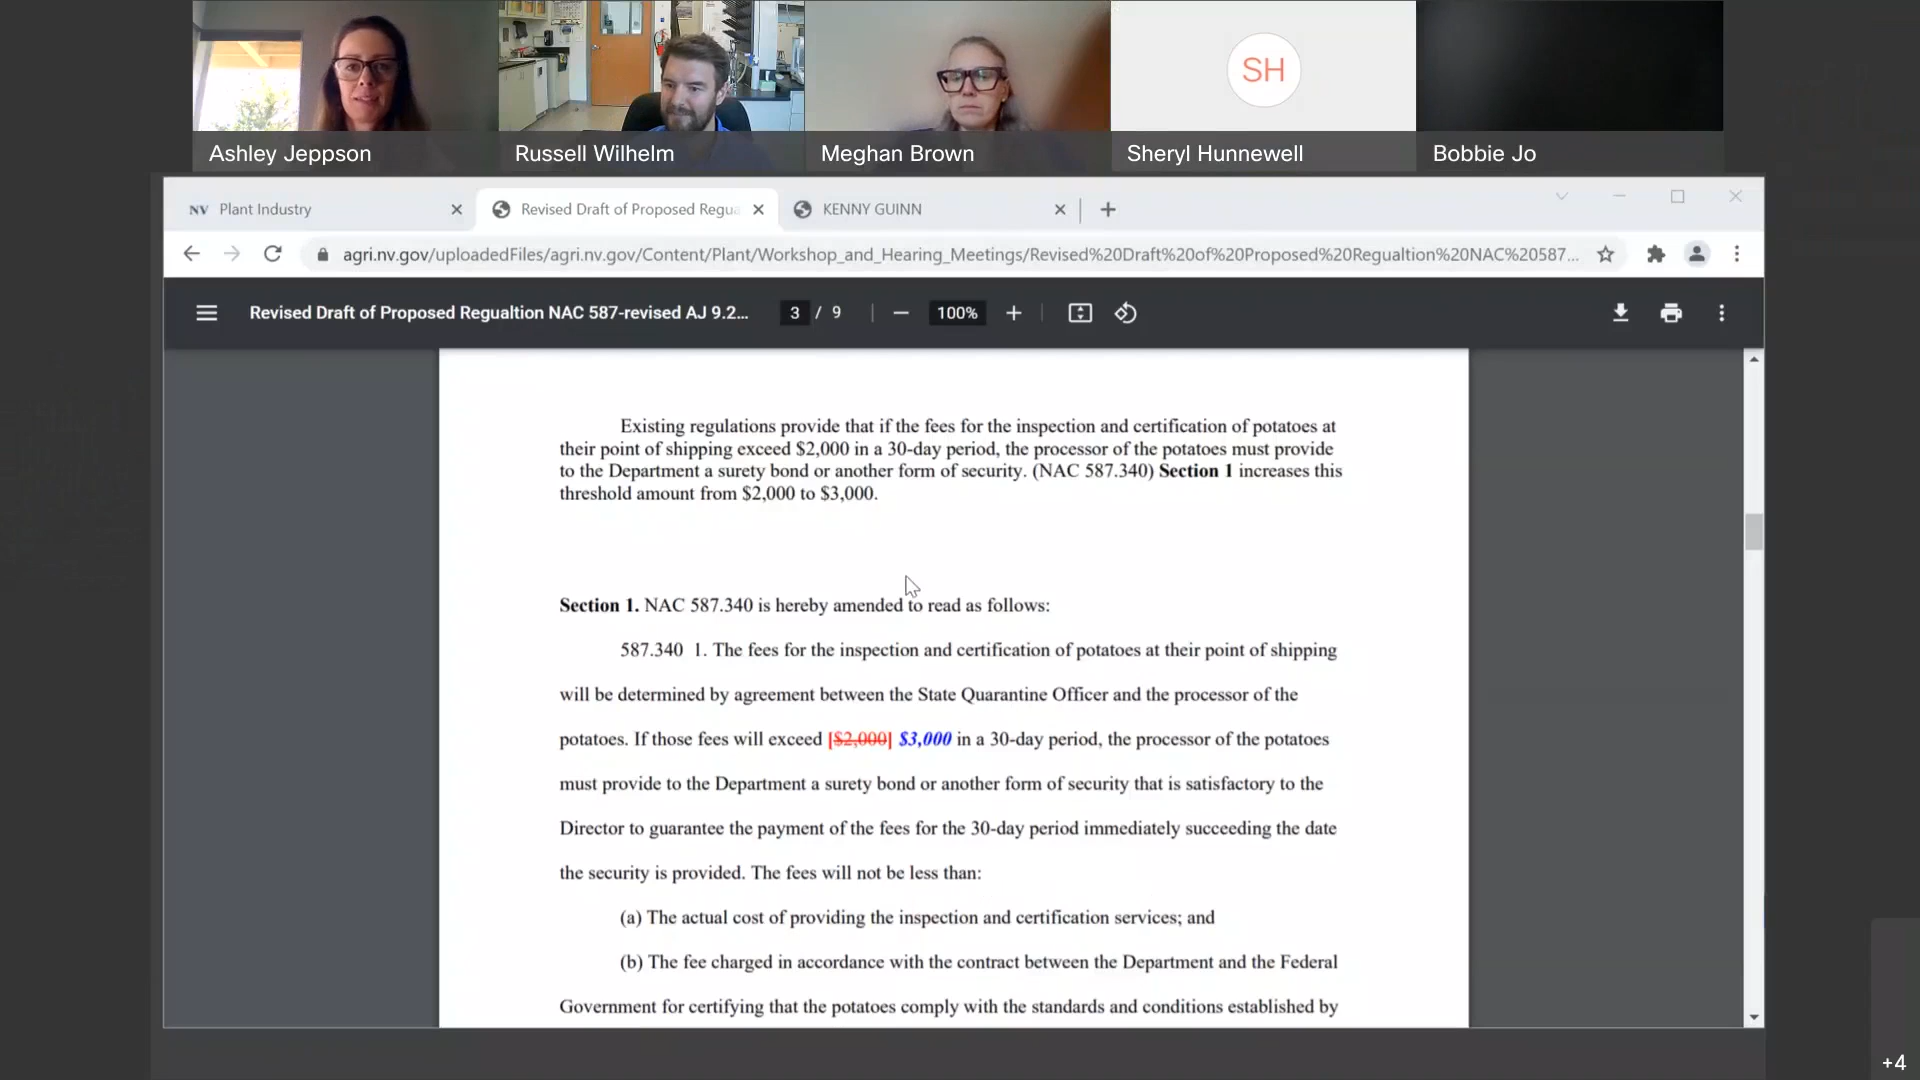 SH
Ashley Jeppson
Russell Wilhelm
Meghan Brown
Sheryl Hunnewell
Bobbie Jo
NV Plant Industry
Revised Draft of Proposed Regua
KENNY GUINN
agri.nv.gov/uploadedFiles/agri.nv.gov/Content/Plant/Workshop_and_Hearing_Meetings/Revised%20Draft%20of%20Proposed%20Regualtion%20NAC%20587...
Revised Draft of Proposed Regualtion NAC 587-revised AJ 9.2...
3 / 9
100%
Existing regulations provide that if the fees for the inspection and certification of potatoes at
their point of shipping exceed $2,000 in a 30-day period, the processor of the potatoes must provide
to the Department a surety bond or another form of security. (NAC 587.340) Section 1 increases this
threshold amount from $2,000 to $3,000.
Section 1. NAC 587.340 is hereby amended to read as follows:
587.340 1. The fees for the inspection and certification of potatoes at their point of shipping
will be determined by agreement between the State Quarantine Officer and the processor of the
potatoes. If those fees will exceed [$2,000] $3,000 in a 30-day period, the processor of the potatoes
must provide to the Department a surety bond or another form of security that is satisfactory to the
Director to guarantee the payment of the fees for the 30-day period immediately succeeding the date
the security is provided. The fees will not be less than:
(a) The actual cost of providing the inspection and certification services; and
(b) The fee charged in accordance with the contract between the Department and the Federal
Government for certifying that the potatoes comply with the standards and conditions established by
+4